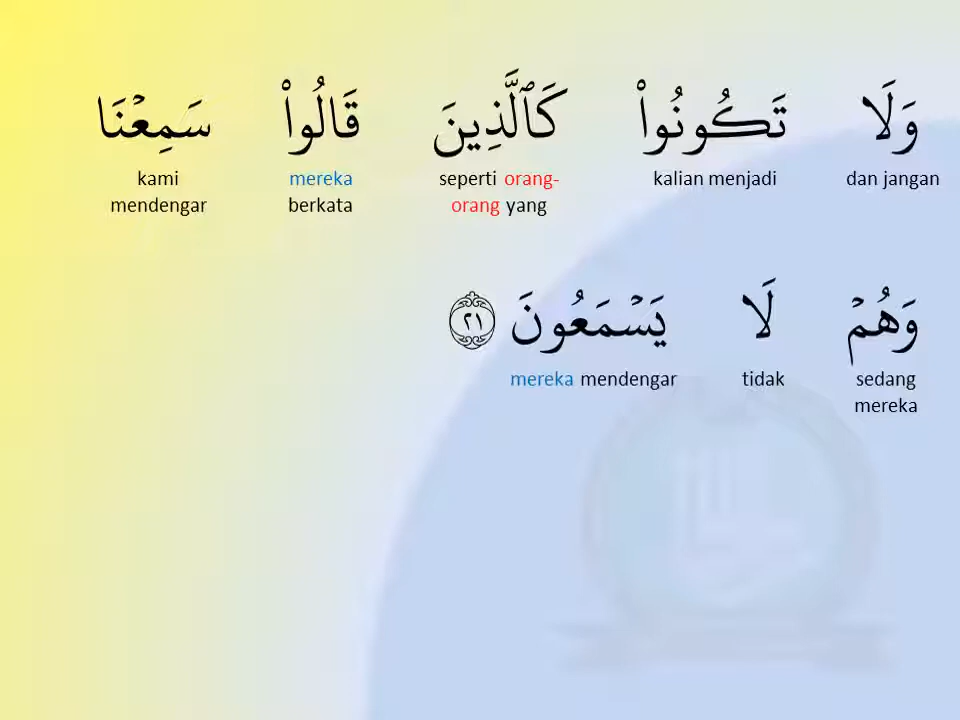 وَلَا تَكُونُوا۟ كَٱلَّذِينَ قَالُوا۟ سَمِعْنَا
dan jangan kalian menjadi seperti orang- mereka kami
orang yang berkata mendengar
وَهُمْ لَا يَسْمَعُونَ ٢١
sedang tidak mereka mendengar
mereka